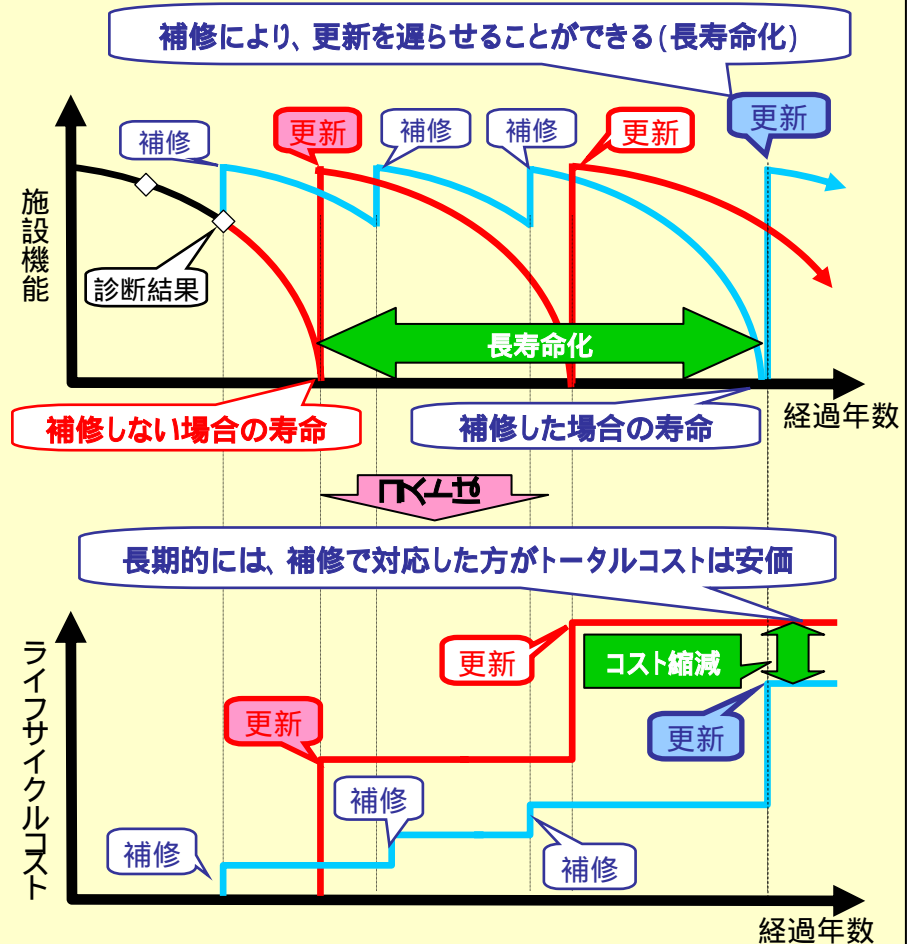 補修により、更新を遅らせることができる(長寿命化)
補修
更新
補修
補修
更新
更新
施設機能
診断結果
長寿命化
補修しない場合の寿命
補修した場合の寿命
経過年数
コストは
長期的には、補修で対応した方がトータルコストは安価
ライフサイクルコスト
更新
コスト縮減
更新
更新
補修
補修
補修
経過年数